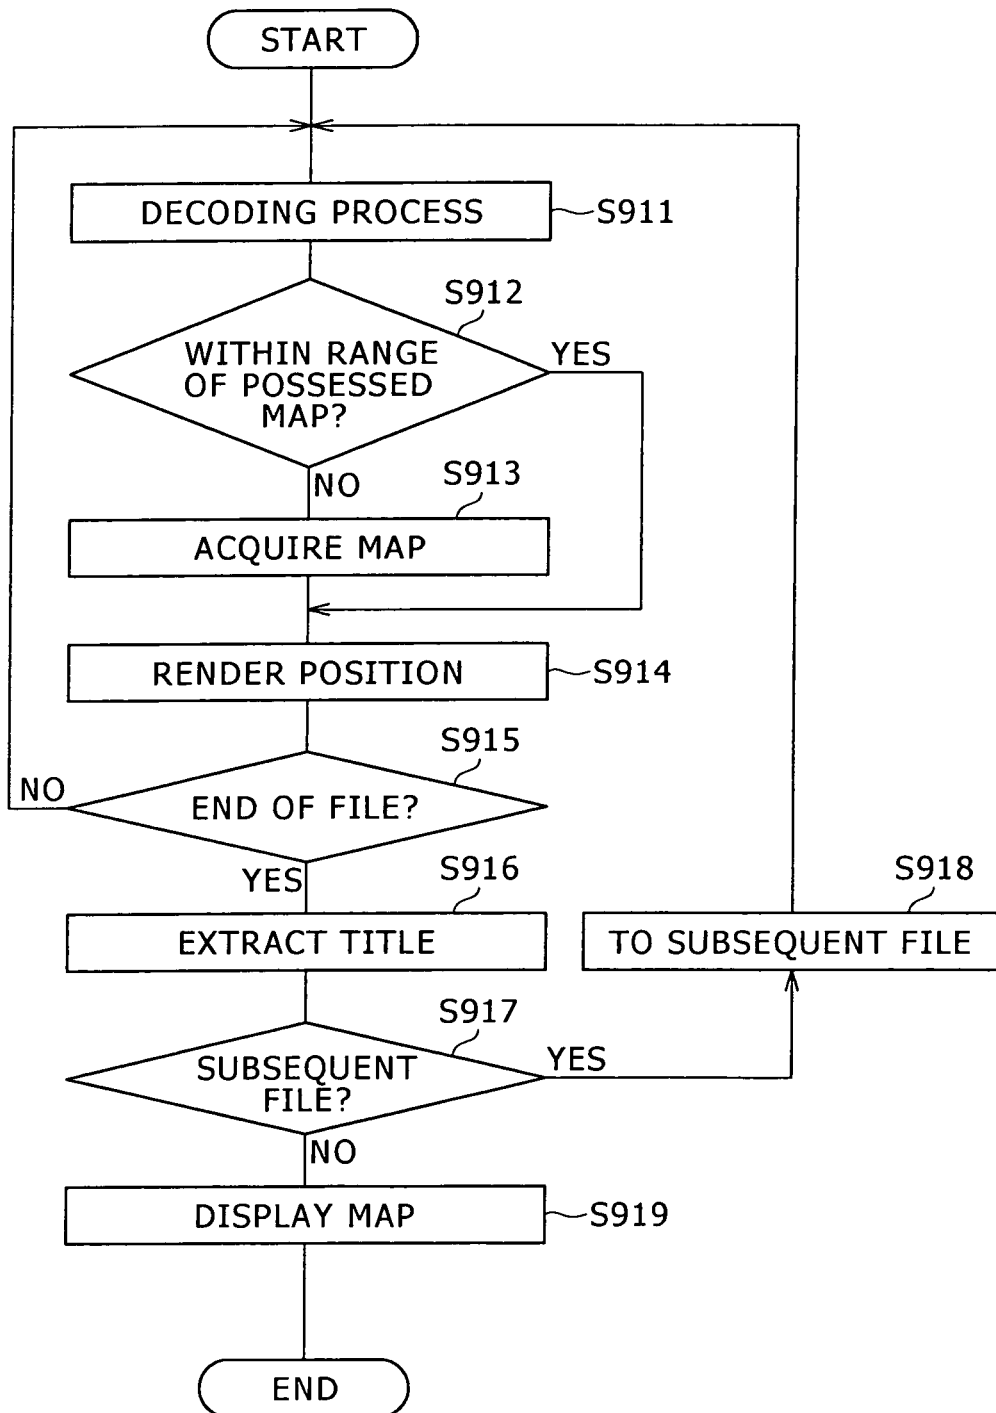 START
DECODING PROCESS
S911
S912
WITHIN RANGE
OF POSSESSED
MAP?
YES
NO
S913
ACQUIRE MAP
RENDER POSITION
S914
S915
END OF FILE?
NO
YES
S916
EXTRACT TITLE
S918
TO SUBSEQUENT FILE
S917
SUBSEQUENT
FILE?
YES
NO
DISPLAY MAP
S919
END